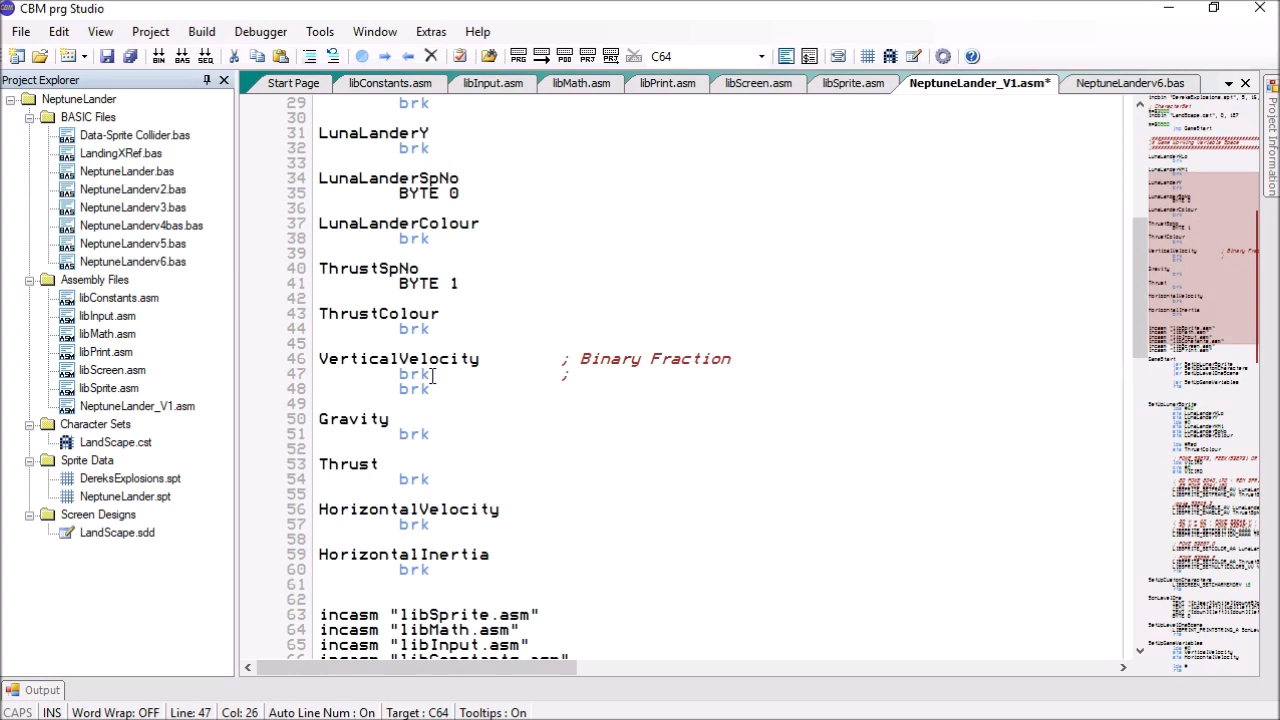 CBM prg Studio
File Edit View Project Build Debugger Tools Window Extras Help
C64
Project Explorer
Start Page libConstants.asm libInput.asm libMath.asm libPrint.asm libScreen.asm libSprite.asm NeptuneLander_V1.asm* NeptuneLanderv6.bas
NeptuneLander
BASIC Files
Data-Sprite Collider.bas
LandingXRef.bas
NeptuneLander.bas
NeptuneLanderv2.bas
NeptuneLanderv3.bas
NeptuneLanderv4bas.bas
NeptuneLanderv5.bas
NeptuneLanderv6.bas
Assembly Files
libConstants.asm
libInput.asm
libMath.asm
libPrint.asm
libScreen.asm
libSprite.asm
NeptuneLander_V1.asm
Character Sets
LandScape.cst
Sprite Data
DereksExplosions.spt
NeptuneLander.spt
Screen Designs
LandScape.sdd
29 brk
30
31 LunaLanderY
32 brk
33
34 LunaLanderSpNo
35 BYTE 0
36
37 LunaLanderColour
38 brk
39
40 ThrustSpNo
41 BYTE 1
42
43 ThrustColour
44 brk
45
46 VerticalVelocity ; Binary Fraction
47 brk ;
48 brk
49
50 Gravity
51 brk
52
53 Thrust
54 brk
55
56 HorizontalVelocity
57 brk
58
59 HorizontalInertia
60 brk
61
62
63 incasm "libSprite.asm"
64 incasm "libMath.asm"
65 incasm "libInput.asm"
66 incasm "libConstants.asm"
Project Information
Output
CAPS INS Word Wrap: OFF Line: 47 Col: 26 Auto Line Num : On Target : C64 Tooltips : On